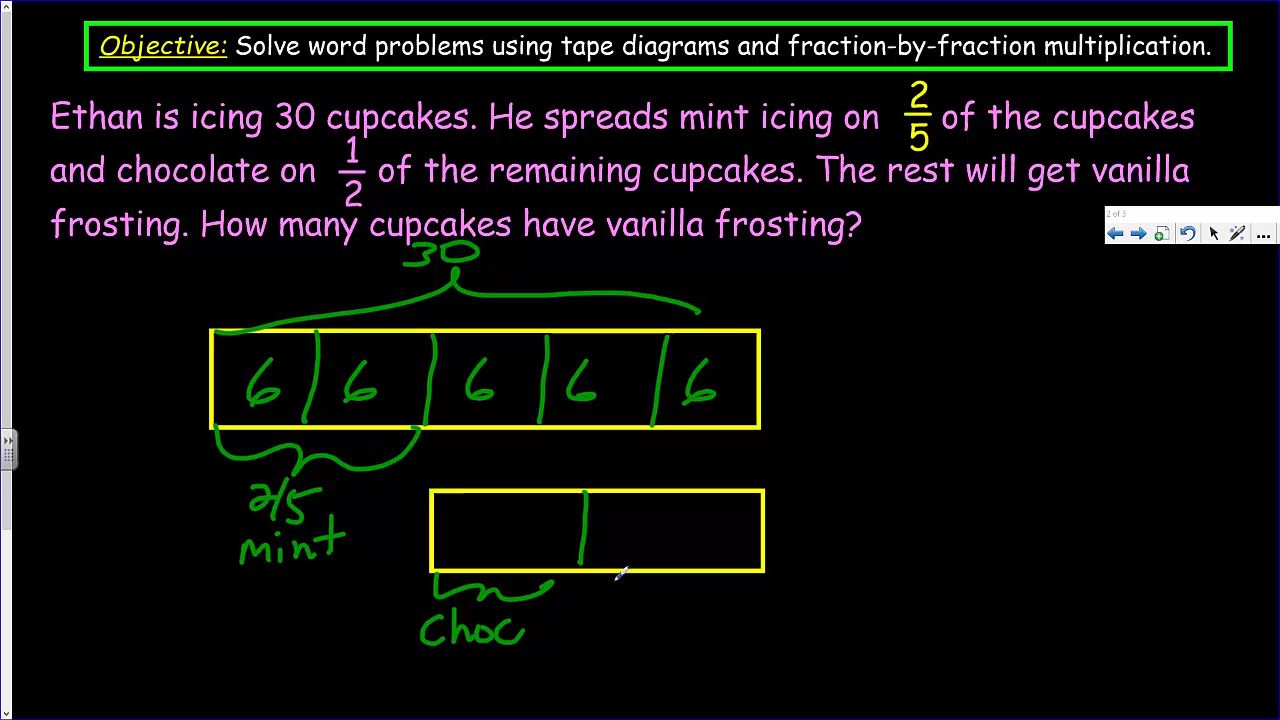 Objective: Solve word problems using tape diagrams and fraction-by-fraction multiplication.
Ethan is icing 30 cupcakes. He spreads mint icing on 2/5 of the cupcakes
and chocolate on 1/2 of the remaining cupcakes. The rest will get vanilla
frosting. How many cupcakes have vanilla frosting?
2 of 3
30
6 6 6 6 6
2/5
mint
choc